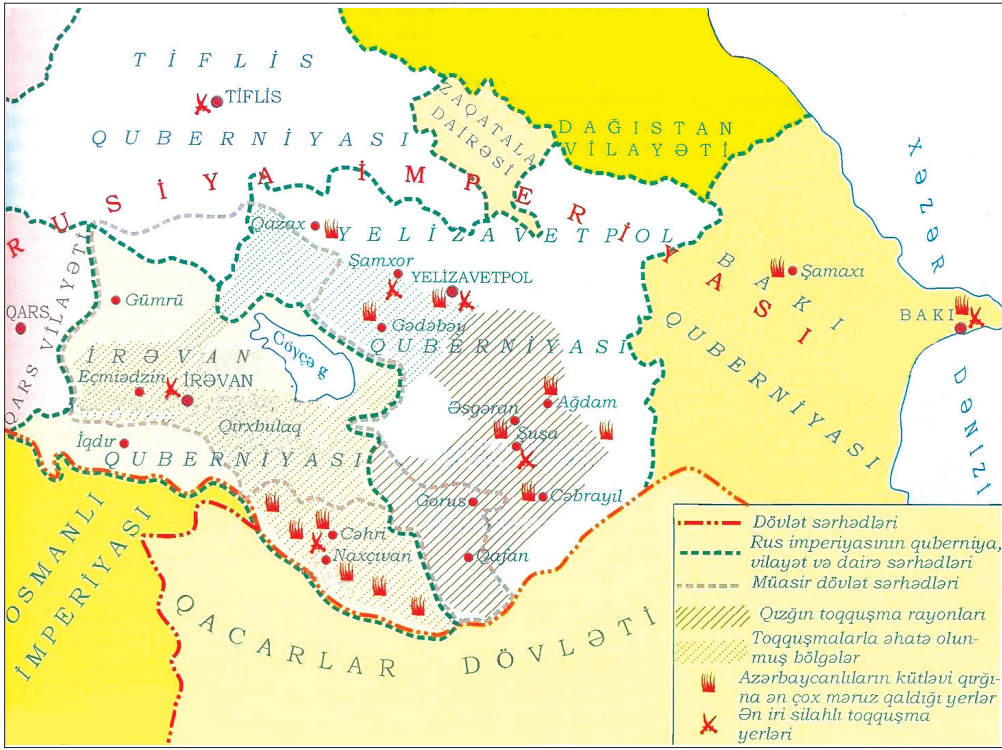 TİFLİS
TİFLİS
QUBERNİYASI
ZAQATALA
DAİRƏSİ
DAĞISTAN
VİLAYƏTİ
RUSİYA İMPERİYASI
XƏZƏR
DƏNİZİ
Qazax
YELİZAVETPOL
Şamxor
YELİZAVETPOL
Gədəbəy
QUBERNİYASI
QARS
QARS VİLAYƏTİ
Gümrü
İRƏVAN
Göyçə g
Eçmiədzin
İRƏVAN
Qırxbulaq
İqdır
QUBERNİYASI
BAKI
Şamaxı
BAKI
QUBERNİYASI
Əsgəran
Ağdam
Şuşa
Gorus
Cəbrayıl
Qafan
Cəhri
Naxçıvan
OSMANLI
İMPERİYASI
QACARLAR DÖVLƏTİ
Dövlət sərhədləri
Rus imperiyasının quberniya,
vilayət və dairə sərhədləri
Müasir dövlət sərhədləri
Qızğın toqquşma rayonları
Toqquşmalarla əhatə olun-
muş bölgələr
Azərbaycanlıların kütləvi qırğı-
na ən çox məruz qaldığı yerlər
Ən iri silahlı toqquşma
yerləri